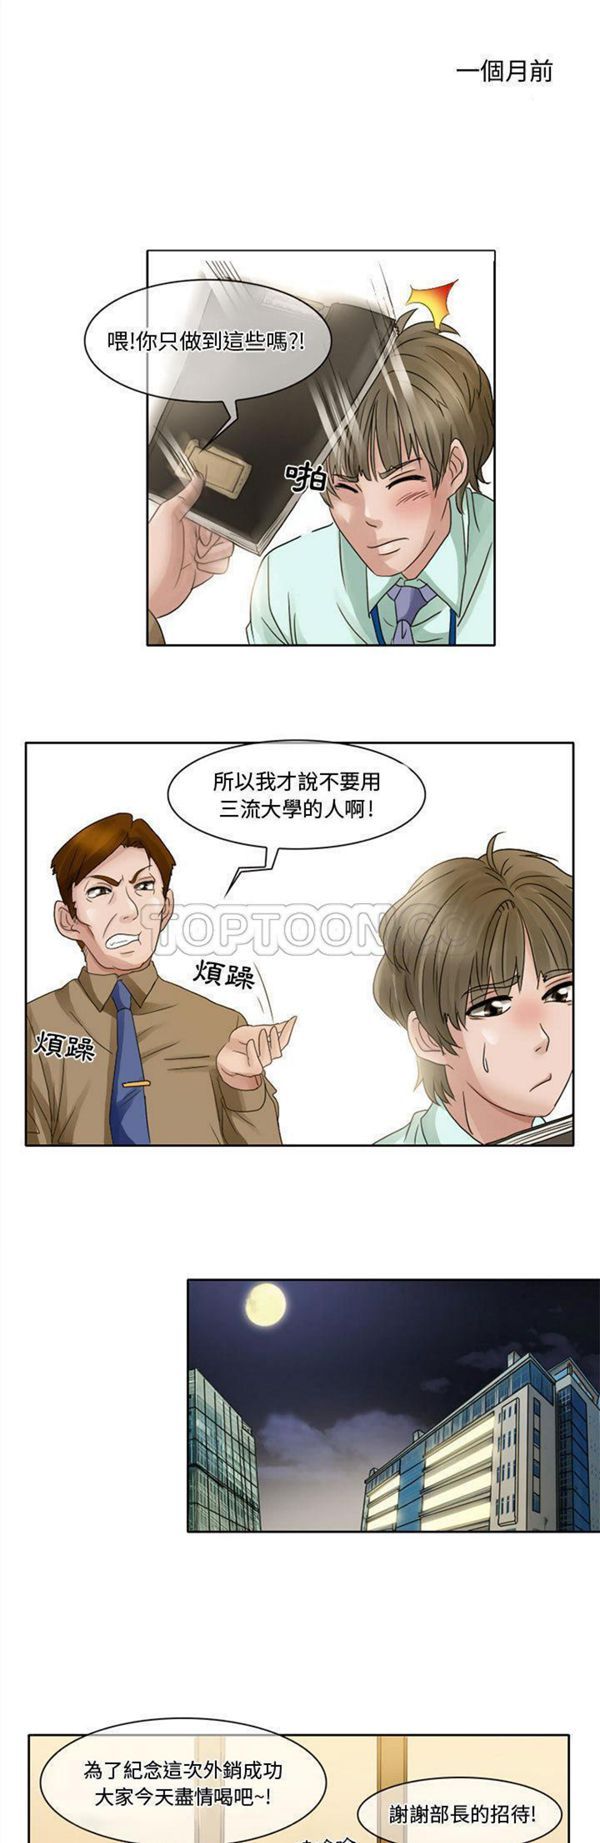 一個月前
喂!你只做到這些嗎?!
啪
所以我才說不要用
三流大學的人啊!
TOPTOON.CC
煩躁
煩躁
為了紀念這次外銷成功
大家今天盡情喝吧~!
謝謝部長的招待!